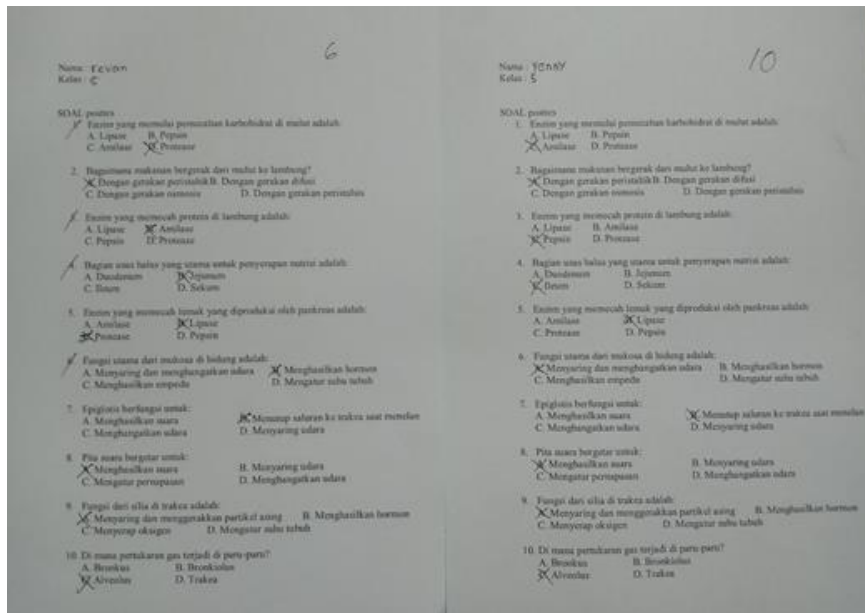 6
Nama : revan
Kelas : 5
SOAL postes
1. Enzim yang memulai pemecahan karbohidrat di mulut adalah:
A. Lipase B. Pepsin
C. Amilase D. Protease
2. Bagaimana makanan bergerak dari mulut ke lambung?
A. Dengan gerakan peristaltik B. Dengan gerakan difusi
C. Dengan gerakan osmosis D. Dengan gerakan peristalsis
3. Enzim yang memecah protein di lambung adalah:
A. Lipase B. Amilase
C. Pepsin D. Protease
4. Bagian usus halus yang utama untuk penyerapan nutrisi adalah:
A. Duodenum B. Jejunum
C. Ileum D. Sekum
5. Enzim yang memecah lemak yang diproduksi oleh pankreas adalah:
A. Amilase B. Lipase
C. Protease D. Pepsin
6. Fungsi utama dari mukosa di hidung adalah:
A. Menyaring dan menghangatkan udara B. Menghasilkan hormon
C. Menghasilkan empedu D. Mengatur suhu tubuh
7. Epiglotis berfungsi untuk:
A. Menghasilkan suara B. Menutup saluran ke trakea saat menelan
C. Menghangatkan udara D. Menyaring udara
8. Pita suara bergetar untuk:
A. Menghasilkan suara B. Menyaring udara
C. Mengatur pernapasan D. Menghangatkan udara
9. Fungsi dari silia di trakea adalah:
A. Menyaring dan menggerakkan partikel asing B. Menghasilkan hormon
C. Menyerap oksigen D. Mengatur suhu tubuh
10. Di mana pertukaran gas terjadi di paru-paru?
A. Bronkus B. Bronkiolus
C. Alveolus D. Trakea
10
Nama : YENNY
Kelas : 5
SOAL postes
1. Enzim yang memulai pemecahan karbohidrat di mulut adalah:
A. Lipase B. Pepsin
C. Amilase D. Protease
2. Bagaimana makanan bergerak dari mulut ke lambung?
A. Dengan gerakan peristaltik B. Dengan gerakan difusi
C. Dengan gerakan osmosis D. Dengan gerakan peristalsis
3. Enzim yang memecah protein di lambung adalah:
A. Lipase B. Amilase
C. Pepsin D. Protease
4. Bagian usus halus yang utama untuk penyerapan nutrisi adalah:
A. Duodenum B. Jejunum
C. Ileum D. Sekum
5. Enzim yang memecah lemak yang diproduksi oleh pankreas adalah:
A. Amilase B. Lipase
C. Protease D. Pepsin
6. Fungsi utama dari mukosa di hidung adalah:
A. Menyaring dan menghangatkan udara B. Menghasilkan hormon
C. Menghasilkan empedu D. Mengatur suhu tubuh
7. Epiglotis berfungsi untuk:
A. Menghasilkan suara B. Menutup saluran ke trakea saat menelan
C. Menghangatkan udara D. Menyaring udara
8. Pita suara bergetar untuk:
A. Menghasilkan suara B. Menyaring udara
C. Mengatur pernapasan D. Menghangatkan udara
9. Fungsi dari silia di trakea adalah:
A. Menyaring dan menggerakkan partikel asing B. Menghasilkan hormon
C. Menyerap oksigen D. Mengatur suhu tubuh
10. Di mana pertukaran gas terjadi di paru-paru?
A. Bronkus B. Bronkiolus
C. Alveolus D. Trakea